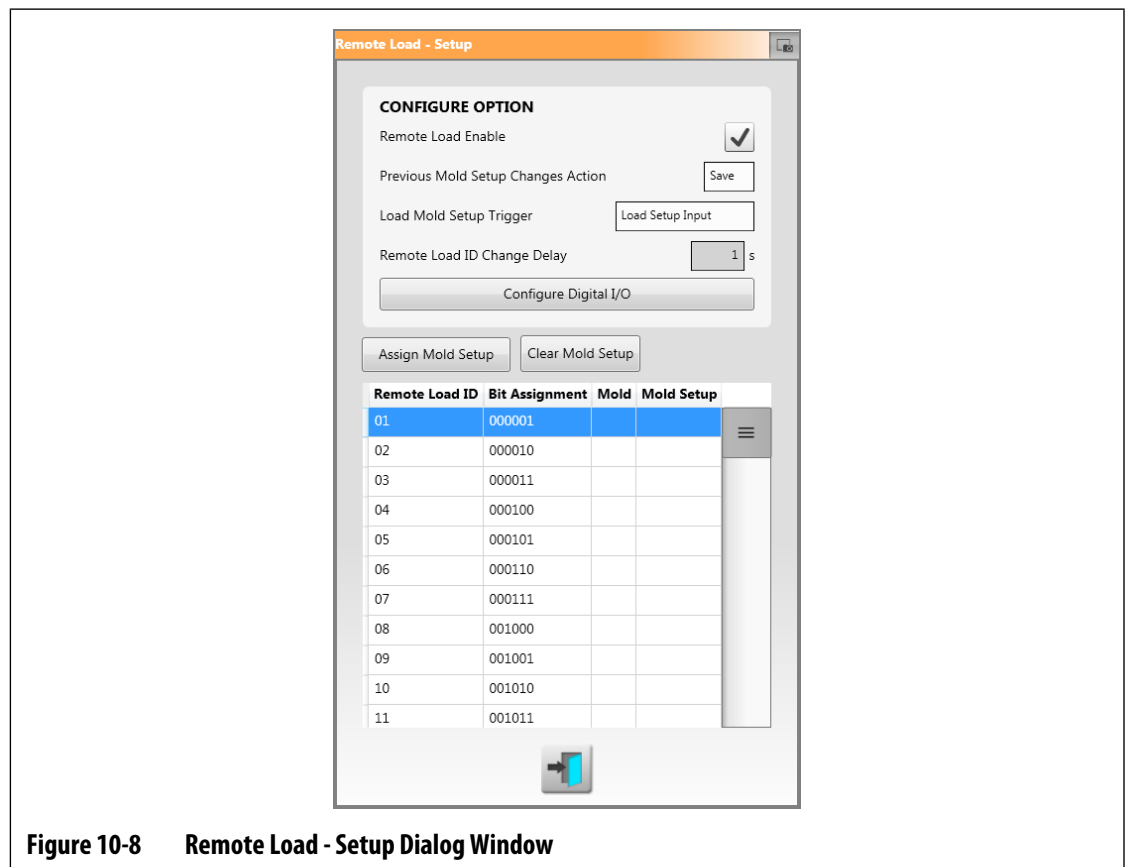 Remote Load - Setup
CONFIGURE OPTION
Remote Load Enable
Previous Mold Setup Changes Action Save
Load Mold Setup Trigger Load Setup Input
Remote Load ID Change Delay 1 s
Configure Digital I/O
Assign Mold Setup Clear Mold Setup
Remote Load ID Bit Assignment Mold Mold Setup
01 000001
02 000010
03 000011
04 000100
05 000101
06 000110
07 000111
08 001000
09 001001
10 001010
11 001011
Figure 10-8 Remote Load - Setup Dialog Window